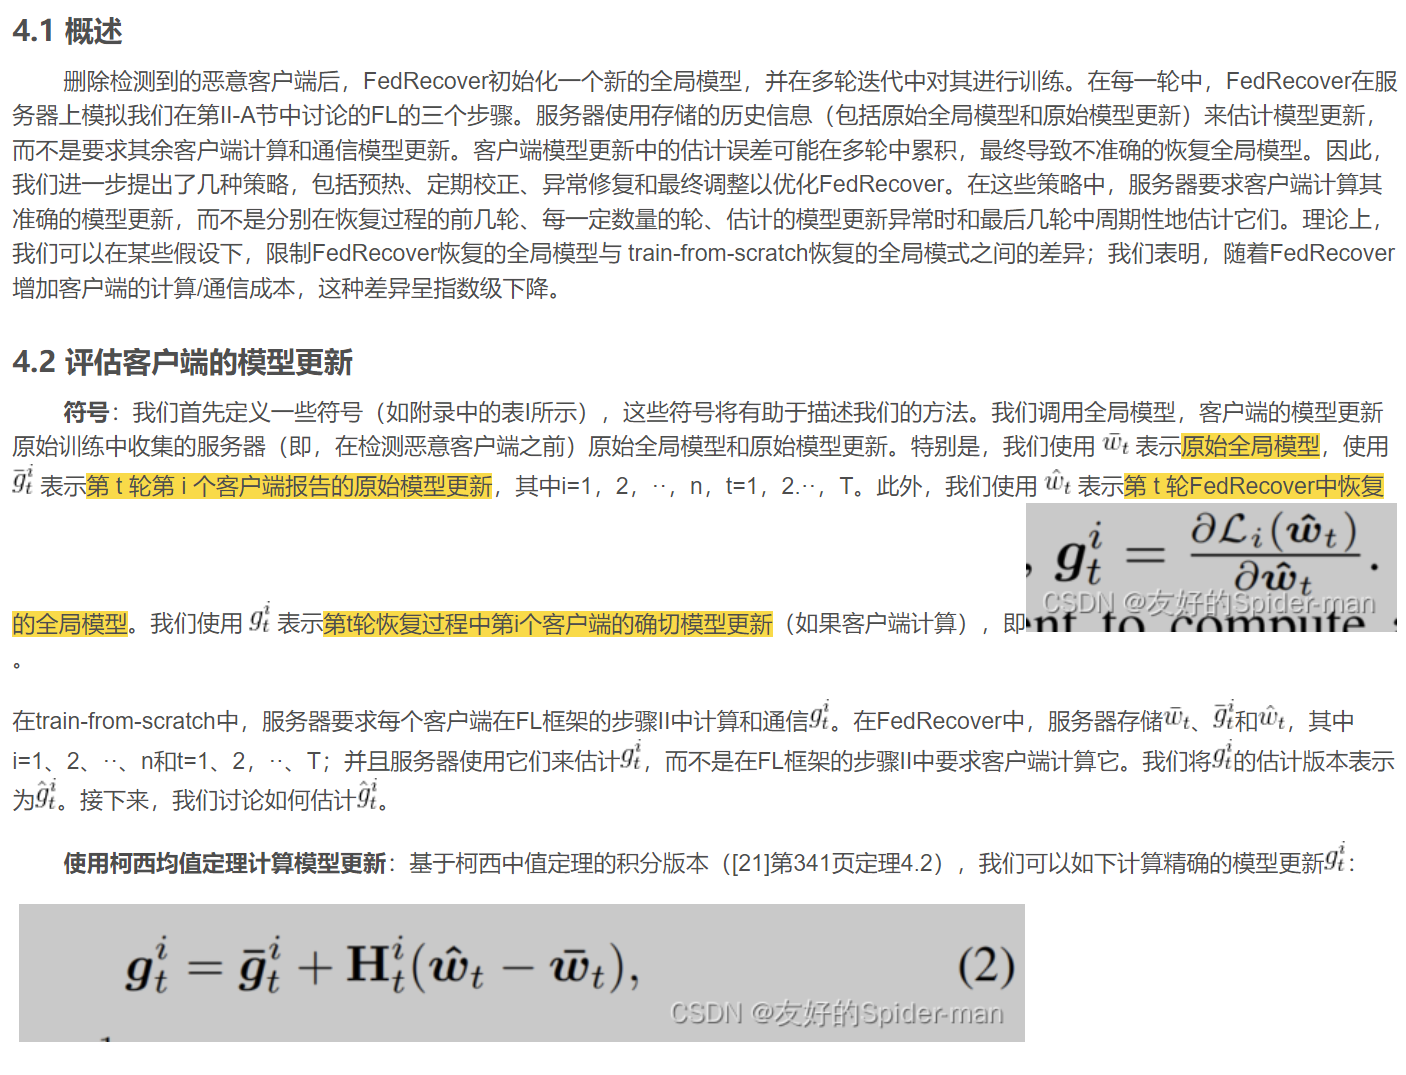 4.1 概述
删除检测到的恶意客户端后，FedRecover初始化一个新的全局模型，并在多轮迭代中对其进行训练。在每一轮中，FedRecover在服
务器上模拟我们在第II-A节中讨论的FL的三个步骤。服务器使用存储的历史信息（包括原始全局模型和原始模型更新）来估计模型更新，
而不是要求其余客户端计算和通信模型更新。客户端模型更新中的估计误差可能在多轮中累积，最终导致不准确的恢复全局模型。因此，
我们进一步提出了几种策略，包括预热、定期校正、异常修复和最终调整以优化FedRecover。在这些策略中，服务器要求客户端计算其
准确的模型更新，而不是分别在恢复过程的前几轮、每一定数量的轮、估计的模型更新异常时和最后几轮中周期性地估计它们。理论上，
我们可以在某些假设下，限制FedRecover恢复的全局模型与 train-from-scratch恢复的全局模式之间的差异；我们表明，随着FedRecover
增加客户端的计算/通信成本，这种差异呈指数级下降。
4.2 评估客户端的模型更新
符号：我们首先定义一些符号（如附录中的表I所示），这些符号将有助于描述我们的方法。我们调用全局模型，客户端的模型更新
原始训练中收集的服务器（即，在检测恶意客户端之前）原始全局模型和原始模型更新。特别是，我们使用 w̄_t 表示原始全局模型，使用
ḡ_t^i 表示第 t 轮第 i 个客户端报告的原始模型更新，其中i=1，2，··，n，t=1，2.··，T。此外，我们使用 ŵ_t 表示第 t 轮FedRecover中恢复
的全局模型。我们使用 g_t^i 表示第t轮恢复过程中第i个客户端的确切模型更新（如果客户端计算），即, g_t^i = ∂L_i(ŵ_t) / ∂ŵ_t.
CSDN @友好的Spider-man
。
在train-from-scratch中，服务器要求每个客户端在FL框架的步骤II中计算和通信g_t^i。在FedRecover中，服务器存储w̄_t、ḡ_t^i和ŵ_t，其中
i=1、2、··、n和t=1、2，··、T；并且服务器使用它们来估计g_t^i，而不是在FL框架的步骤II中要求客户端计算它。我们将g_t^i的估计版本表示
为ĝ_t^i。接下来，我们讨论如何估计ĝ_t^i。
使用柯西均值定理计算模型更新：基于柯西中值定理的积分版本（[21]第341页定理4.2），我们可以如下计算精确的模型更新g_t^i：
g_t^i = ḡ_t^i + H_t^i(ŵ_t − w̄_t), (2)
CSDN @友好的Spider-man